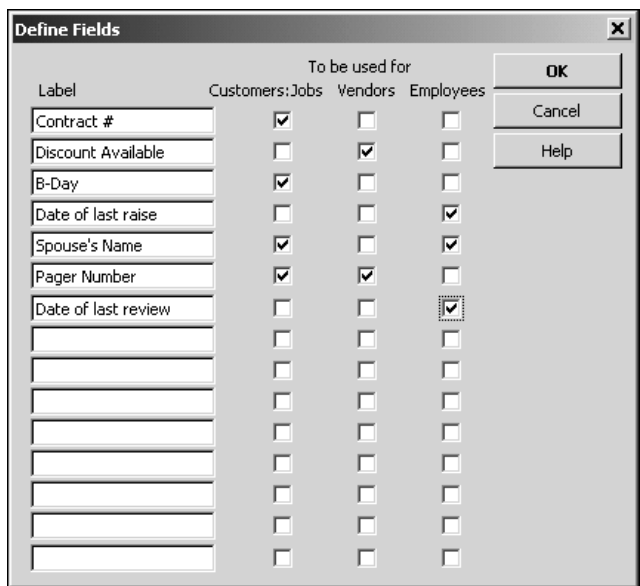 Define Fields
To be used for
Label Customers:Jobs Vendors Employees
OK
Contract #
Cancel
Discount Available
Help
B-Day
Date of last raise
Spouse's Name
Pager Number
Date of last review